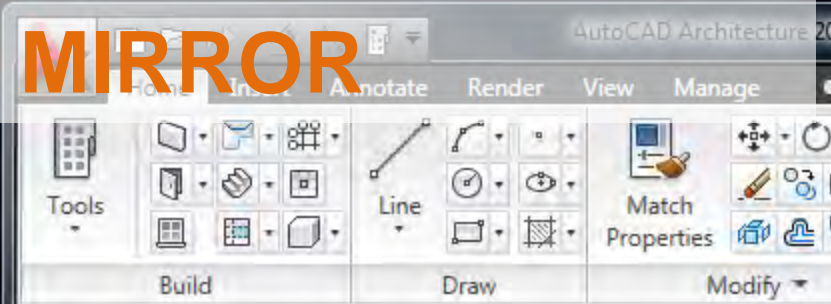 MIRROR
AutoCAD Architecture 20
Home Insert Annotate Render View Manage
Tools
Line
Match
Properties
Build Draw Modify